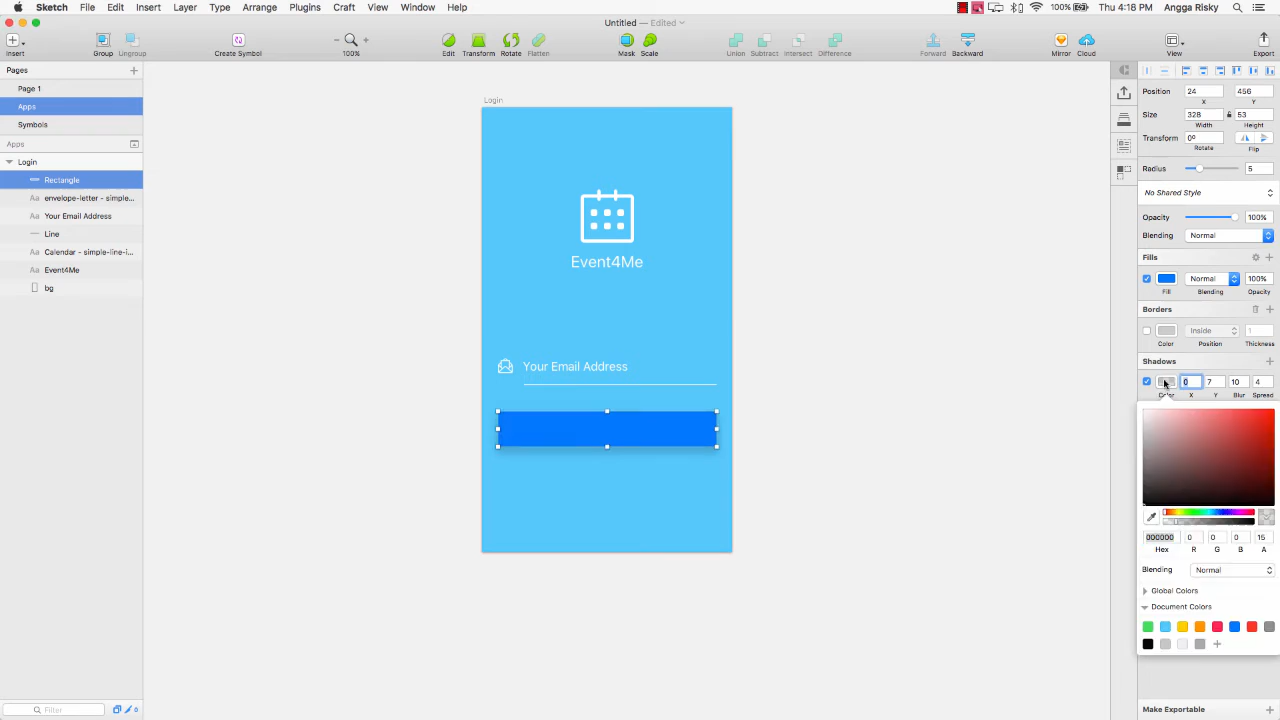 Sketch File Edit Insert Layer Type Arrange Plugins Craft View Window Help 100% Thu 4:18 PM Angga Risky
Untitled — Edited
Insert Group Ungroup Create Symbol 100% Edit Transform Rotate Flatten Mask Scale Union Subtract Intersect Difference Forward Backward Mirror Cloud View Export
Pages
Page 1
Apps
Symbols
Apps
Login
Rectangle
Aa envelope-letter - simple...
Aa Your Email Address
Line
Aa Calendar - simple-line-i...
Aa Event4Me
bg
Filter 0
Login
Event4Me
Your Email Address
Position 24 456
X Y
Size 328 53
Width Height
Transform 0º
Rotate Flip
Radius 5
No Shared Style
Opacity 100%
Blending Normal
Fills
Normal 100%
Fill Blending Opacity
Borders
Inside 1
Color Position Thickness
Shadows
0 7 10 4
Color X Y Blur Spread
000000 0 0 0 15
Hex R G B A
Blending Normal
Global Colors
Document Colors
Make Exportable